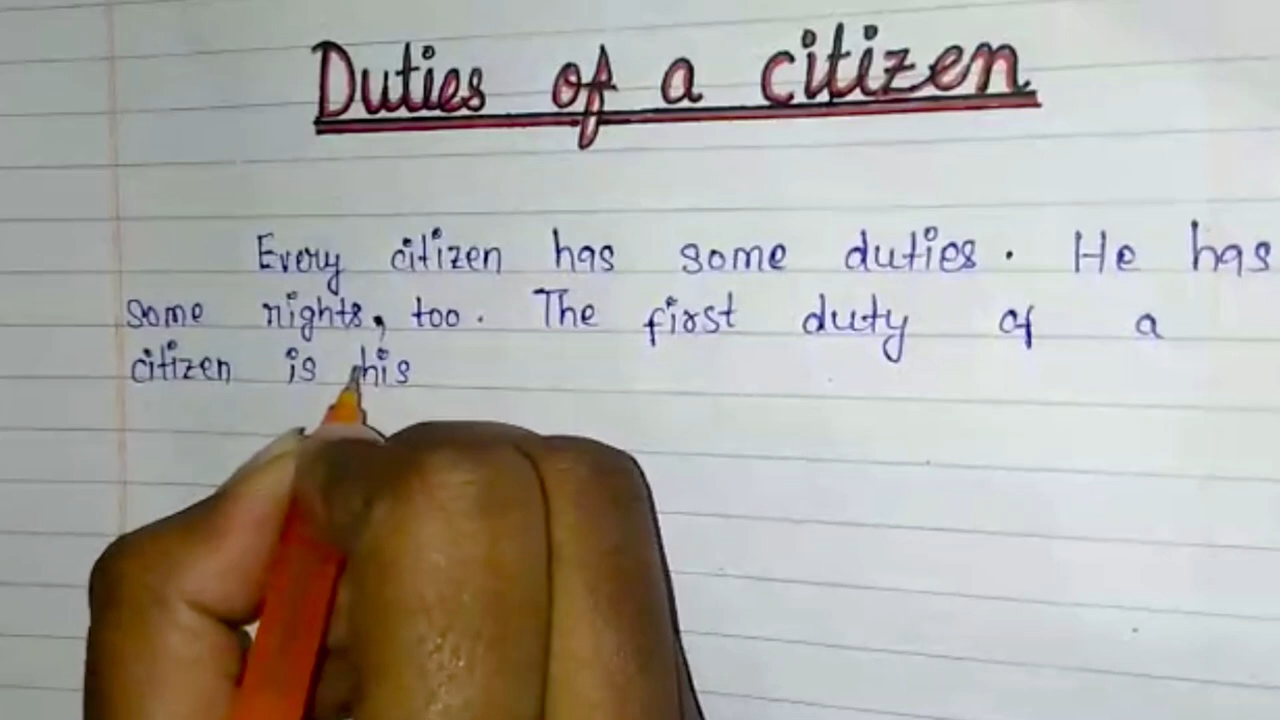 Duties of a citizen
Every citizen has some duties. He has
some rights, too. The first duty of a
citizen is his